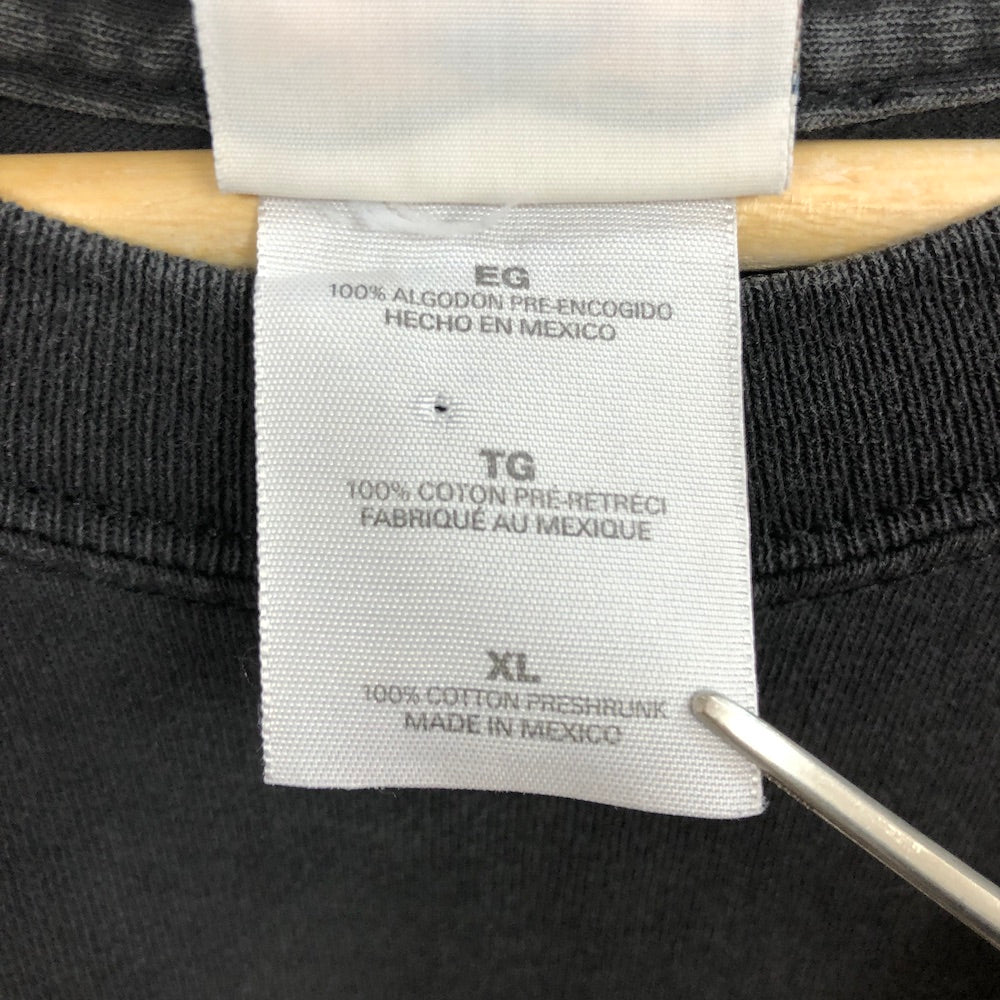 EG
100% ALGODON PRE-ENCOGIDO
HECHO EN MEXICO
TG
100% COTON PRÉ-RETRÉCI
FABRIQUÉ AU MEXIQUE
XL
100% COTTON PRESHRUNK
MADE IN MEXICO